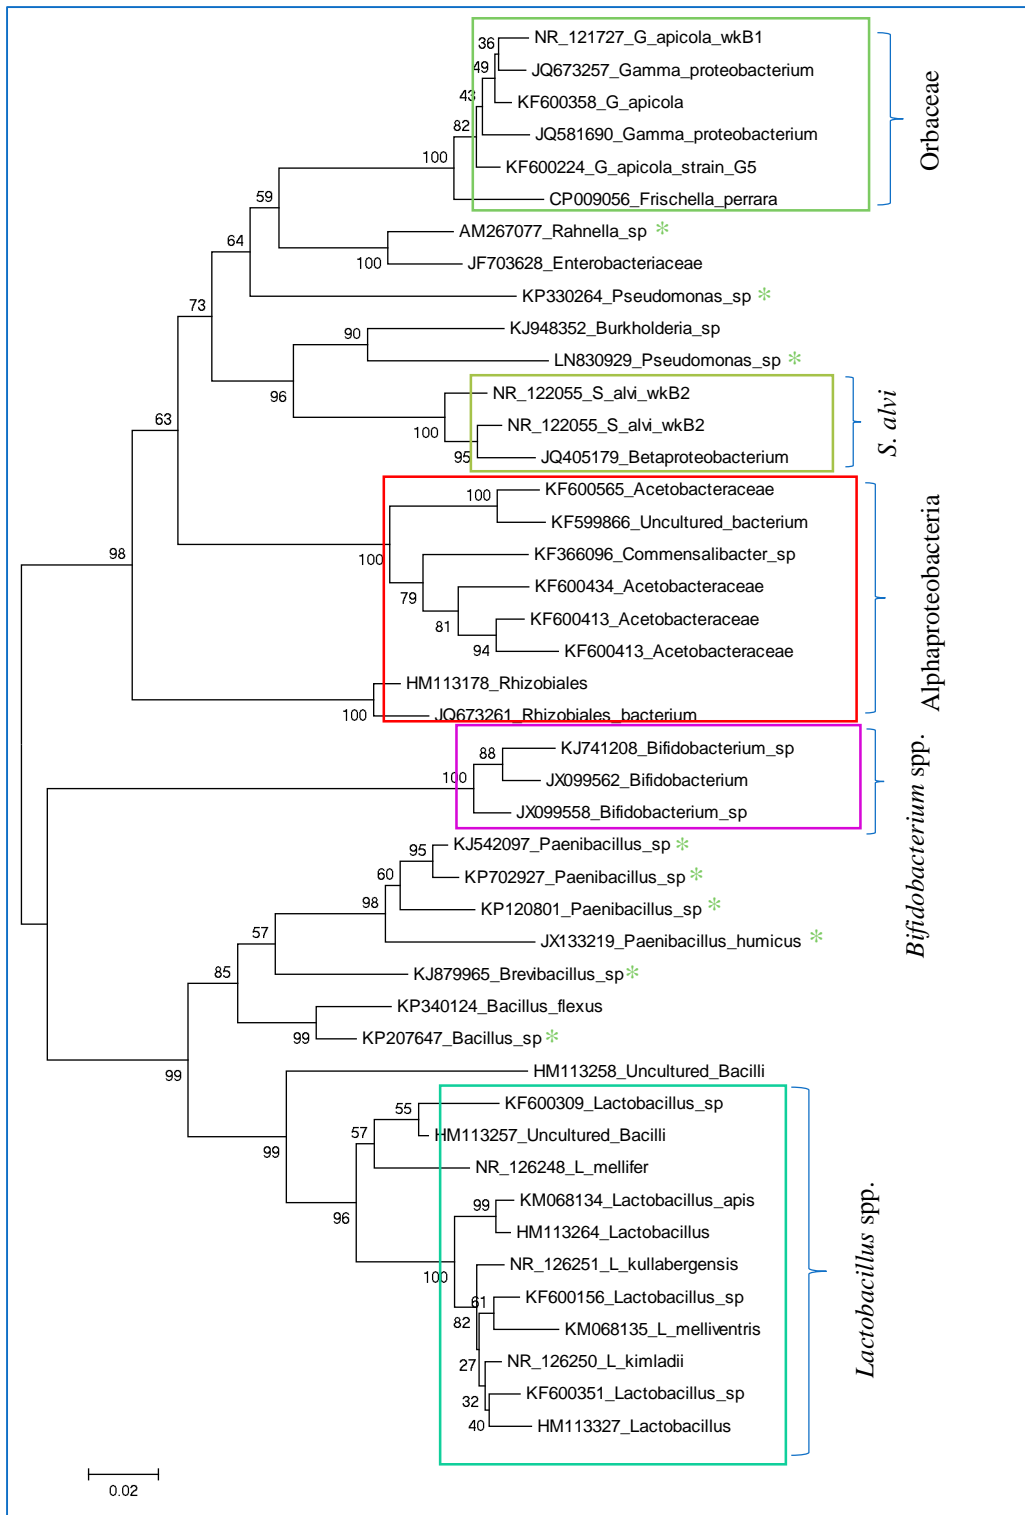 NR_121727_G_apicola_wkB1
36
JQ673257_Gamma_proteobacterium
49
KF600358_G_apicola
43
JQ581690_Gamma_proteobacterium
82
KF600224_G_apicola_strain_G5
100
CP009056_Frischella_perrara
Orbaceae
59
AM267077_Rahnella_sp *
64
100
JF703628_Enterobacteriaceae
KP330264_Pseudomonas_sp *
73
KJ948352_Burkholderia_sp
90
LN830929_Pseudomonas_sp *
96
NR_122055_S_alvi_wkB2
100
NR_122055_S_alvi_wkB2
95
JQ405179_Betaproteobacterium
S. alvi
63
KF600565_Acetobacteraceae
100
KF599866_Uncultured_bacterium
98
100
KF366096_Commensalibacter_sp
79
KF600434_Acetobacteraceae
81
KF600413_Acetobacteraceae
94
KF600413_Acetobacteraceae
HM113178_Rhizobiales
100
JQ673261_Rhizobiales_bacterium
Alphaproteobacteria
KJ741208_Bifidobacterium_sp
88
100
JX099562_Bifidobacterium
JX099558_Bifidobacterium_sp
Bifidobacterium spp.
KJ542097_Paenibacillus_sp *
95
60
KP702927_Paenibacillus_sp *
98
KP120801_Paenibacillus_sp *
57
JX133219_Paenibacillus_humicus *
85
KJ879965_Brevibacillus_sp *
KP340124_Bacillus_flexus
99
KP207647_Bacillus_sp *
99
HM113258_Uncultured_Bacilli
99
KF600309_Lactobacillus_sp
55
57
HM113257_Uncultured_Bacilli
NR_126248_L_mellifer
96
KM068134_Lactobacillus_apis
99
HM113264_Lactobacillus
100
NR_126251_L_kullabergensis
61
KF600156_Lactobacillus_sp
82
KM068135_L_melliventris
27
NR_126250_L_kimladii
32
KF600351_Lactobacillus_sp
40
HM113327_Lactobacillus
Lactobacillus spp.
0.02